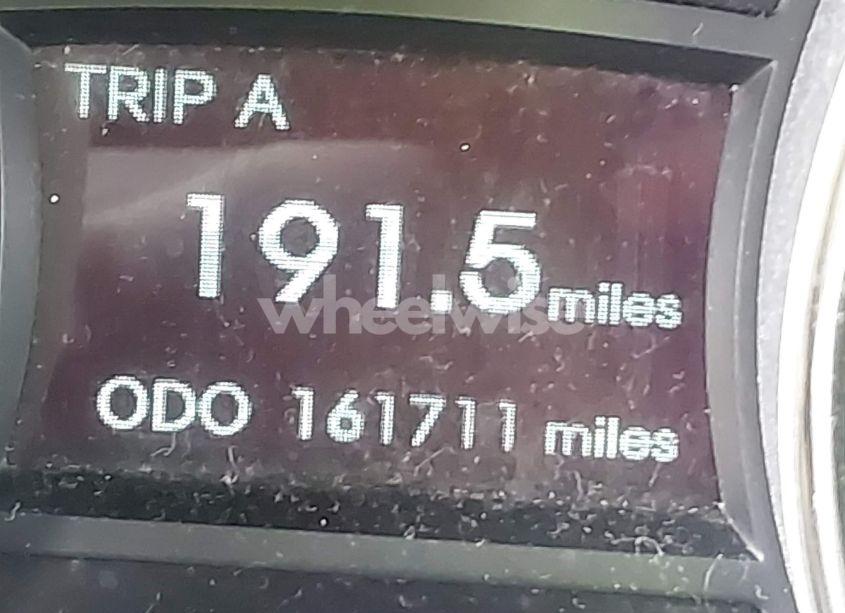 TRIP A
191.5 miles
wheelwise
ODO 161711 miles